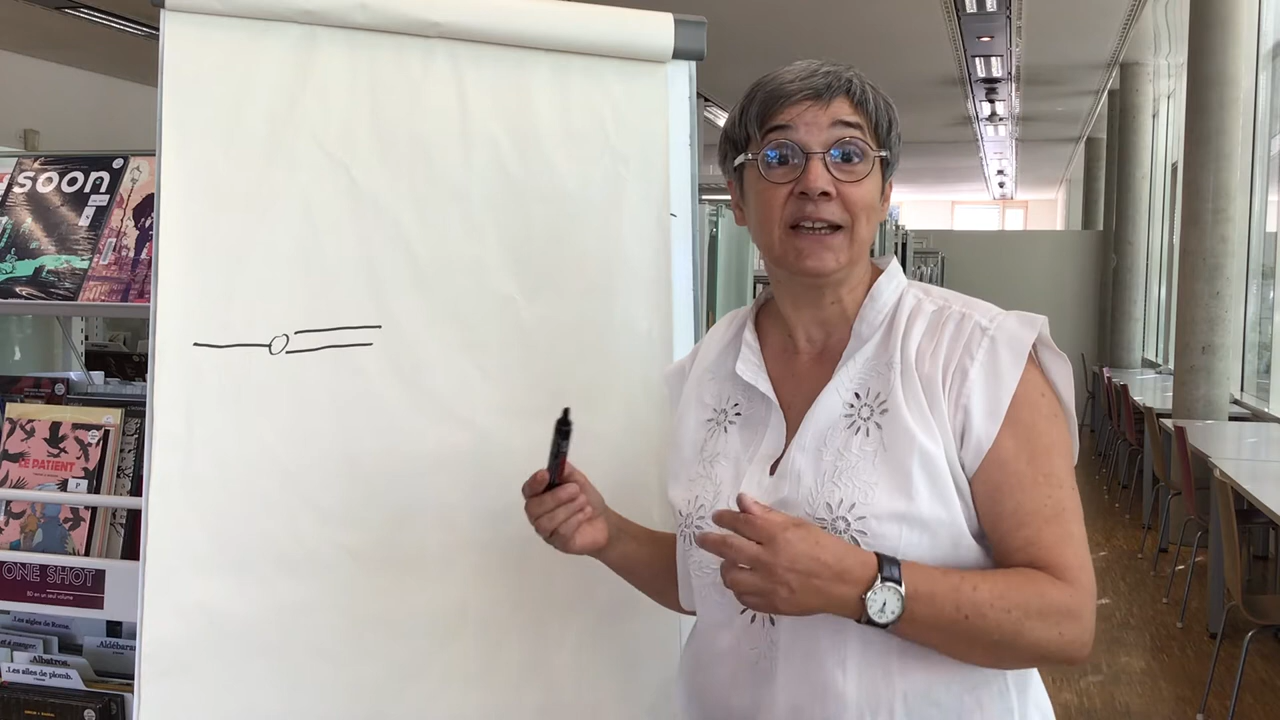 soon
LE PATIENT
P
ONE SHOT
BD en un seul volume
.Les aigles de Rome.
Aldébaran
.Albatros.
.Les ailes de plomb.